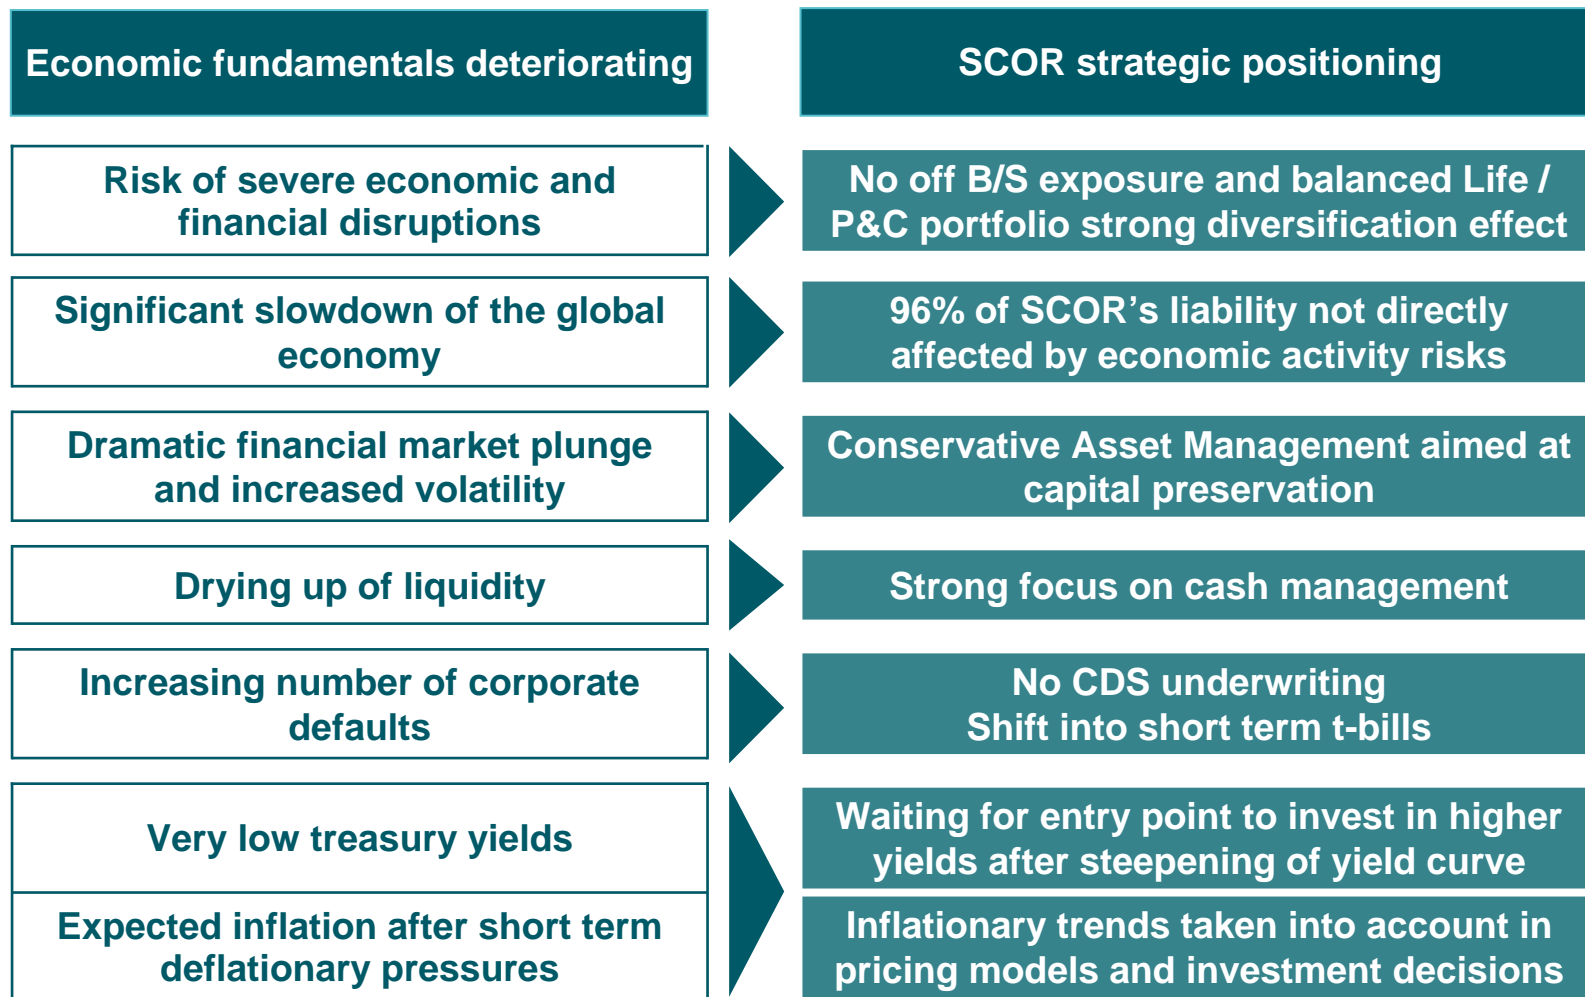 Economic fundamentals deteriorating
SCOR strategic positioning
Risk of severe economic and
financial disruptions
No off B/S exposure and balanced Life /
P&C portfolio strong diversification effect
Significant slowdown of the global
economy
96% of SCOR’s liability not directly
affected by economic activity risks
Dramatic financial market plunge
and increased volatility
Conservative Asset Management aimed at
capital preservation
Drying up of liquidity
Strong focus on cash management
Increasing number of corporate
defaults
No CDS underwriting
Shift into short term t-bills
Very low treasury yields
Waiting for entry point to invest in higher
yields after steepening of yield curve
Expected inflation after short term
deflationary pressures
Inflationary trends taken into account in
pricing models and investment decisions